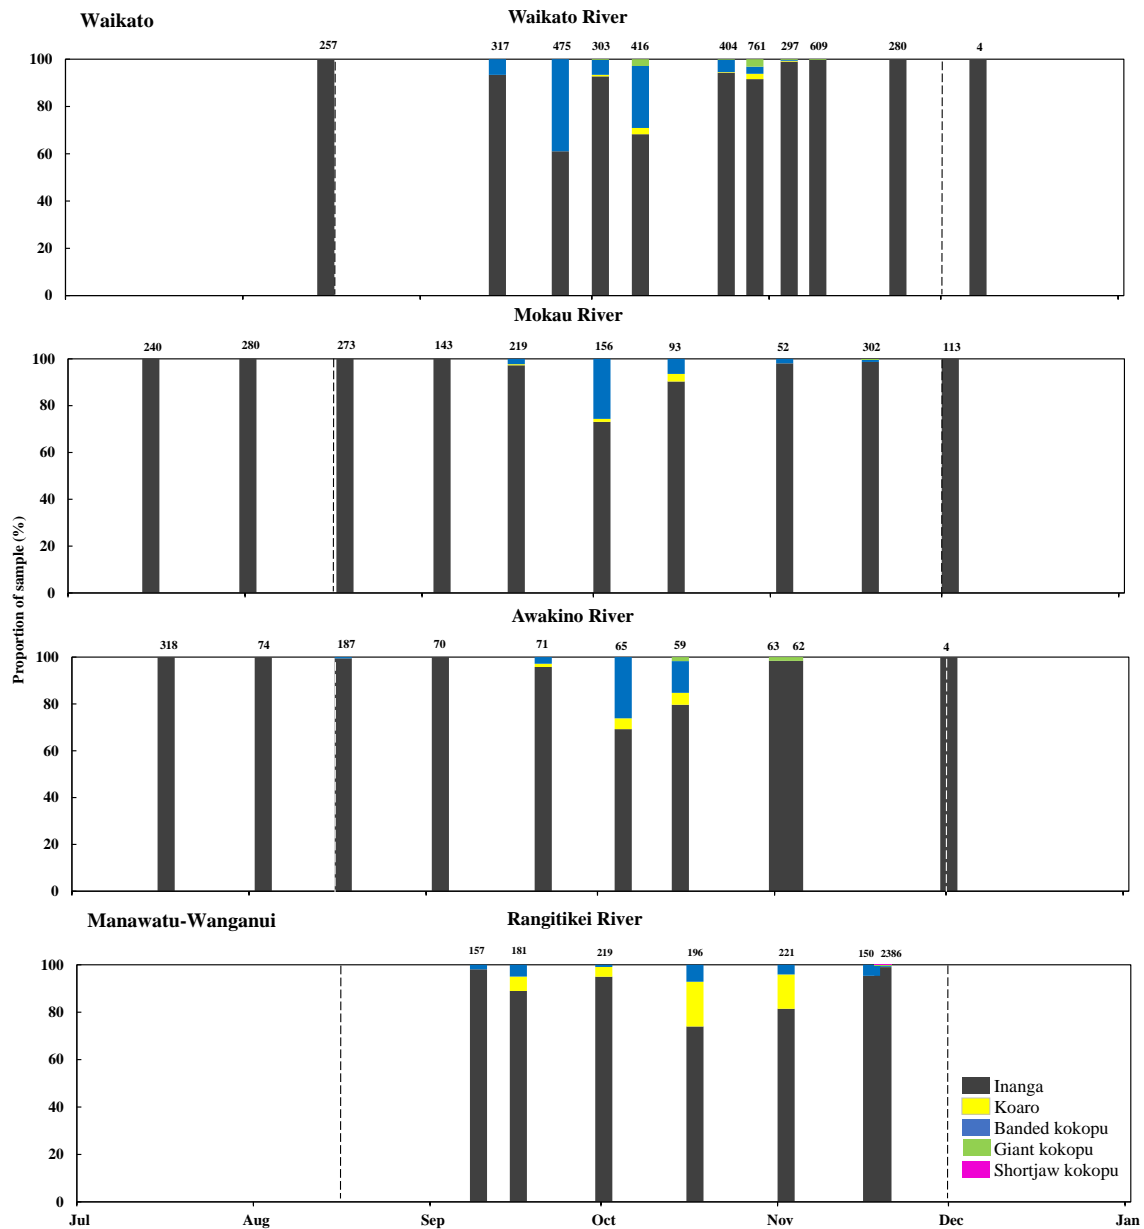 Waikato
Waikato River
257 317 475 303 416 404 761 297 609 280 4
100
80
60
40
20
0
Mokau River
240 280 273 143 219 156 93 52 302 113
100
80
60
40
20
0
Proportion of sample (%)
Awakino River
318 74 187 70 71 65 59 63 62 4
100
80
60
40
20
0
Manawatu-Wanganui
Rangitikei River
157 181 219 196 221 150 2386
100
80
60
40
20
0
Inanga
Koaro
Banded kokopu
Giant kokopu
Shortjaw kokopu
Jul Aug Sep Oct Nov Dec Jan